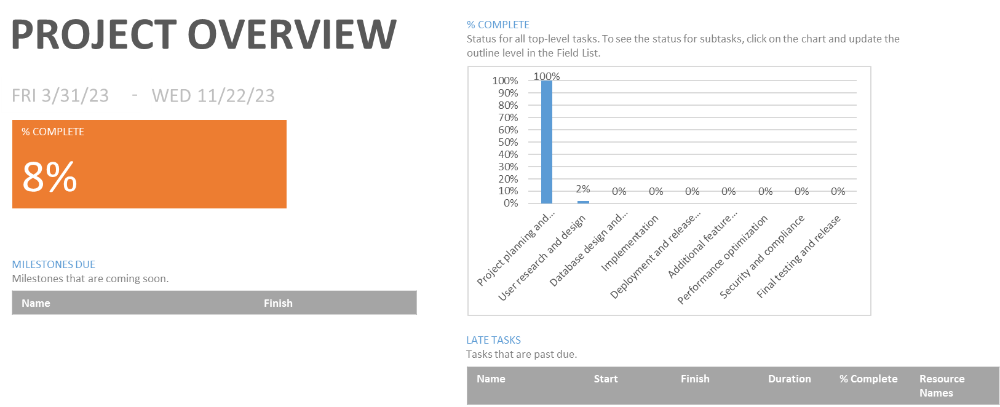 PROJECT OVERVIEW
FRI 3/31/23 - WED 11/22/23
% COMPLETE
8%
MILESTONES DUE
Milestones that are coming soon.
Name Finish
% COMPLETE
Status for all top-level tasks. To see the status for subtasks, click on the chart and update the
outline level in the Field List.
100%
90%
80%
70%
60%
50%
40%
30%
20%
10%
0%
100%
2%
0%
0%
0%
0%
0%
0%
0%
Project planning and...
User research and design
Database design and...
Implementation
Deployment and release...
Additional feature...
Performance optimization
Security and compliance
Final testing and release
LATE TASKS
Tasks that are past due.
Name Start Finish Duration % Complete Resource
Names